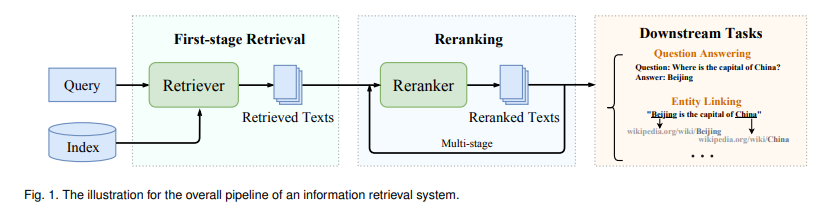 First-stage Retrieval
Query
Index
Retriever
Retrieved Texts
Reranking
Reranker
Reranked Texts
Multi-stage
Downstream Tasks
Question Answering
Question: Where is the capital of China?
Answer: Beijing
Entity Linking
"Beijing is the capital of China"
wikipedia.org/wiki/Beijing
wikipedia.org/wiki/China
• • •
Fig. 1. The illustration for the overall pipeline of an information retrieval system.